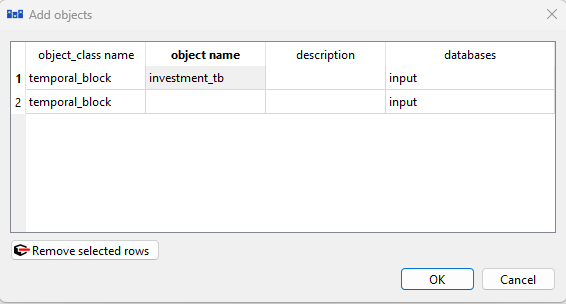 Add objects
object_class name object name description databases
1 temporal_block investment_tb input
2 temporal_block input
Remove selected rows
OK Cancel